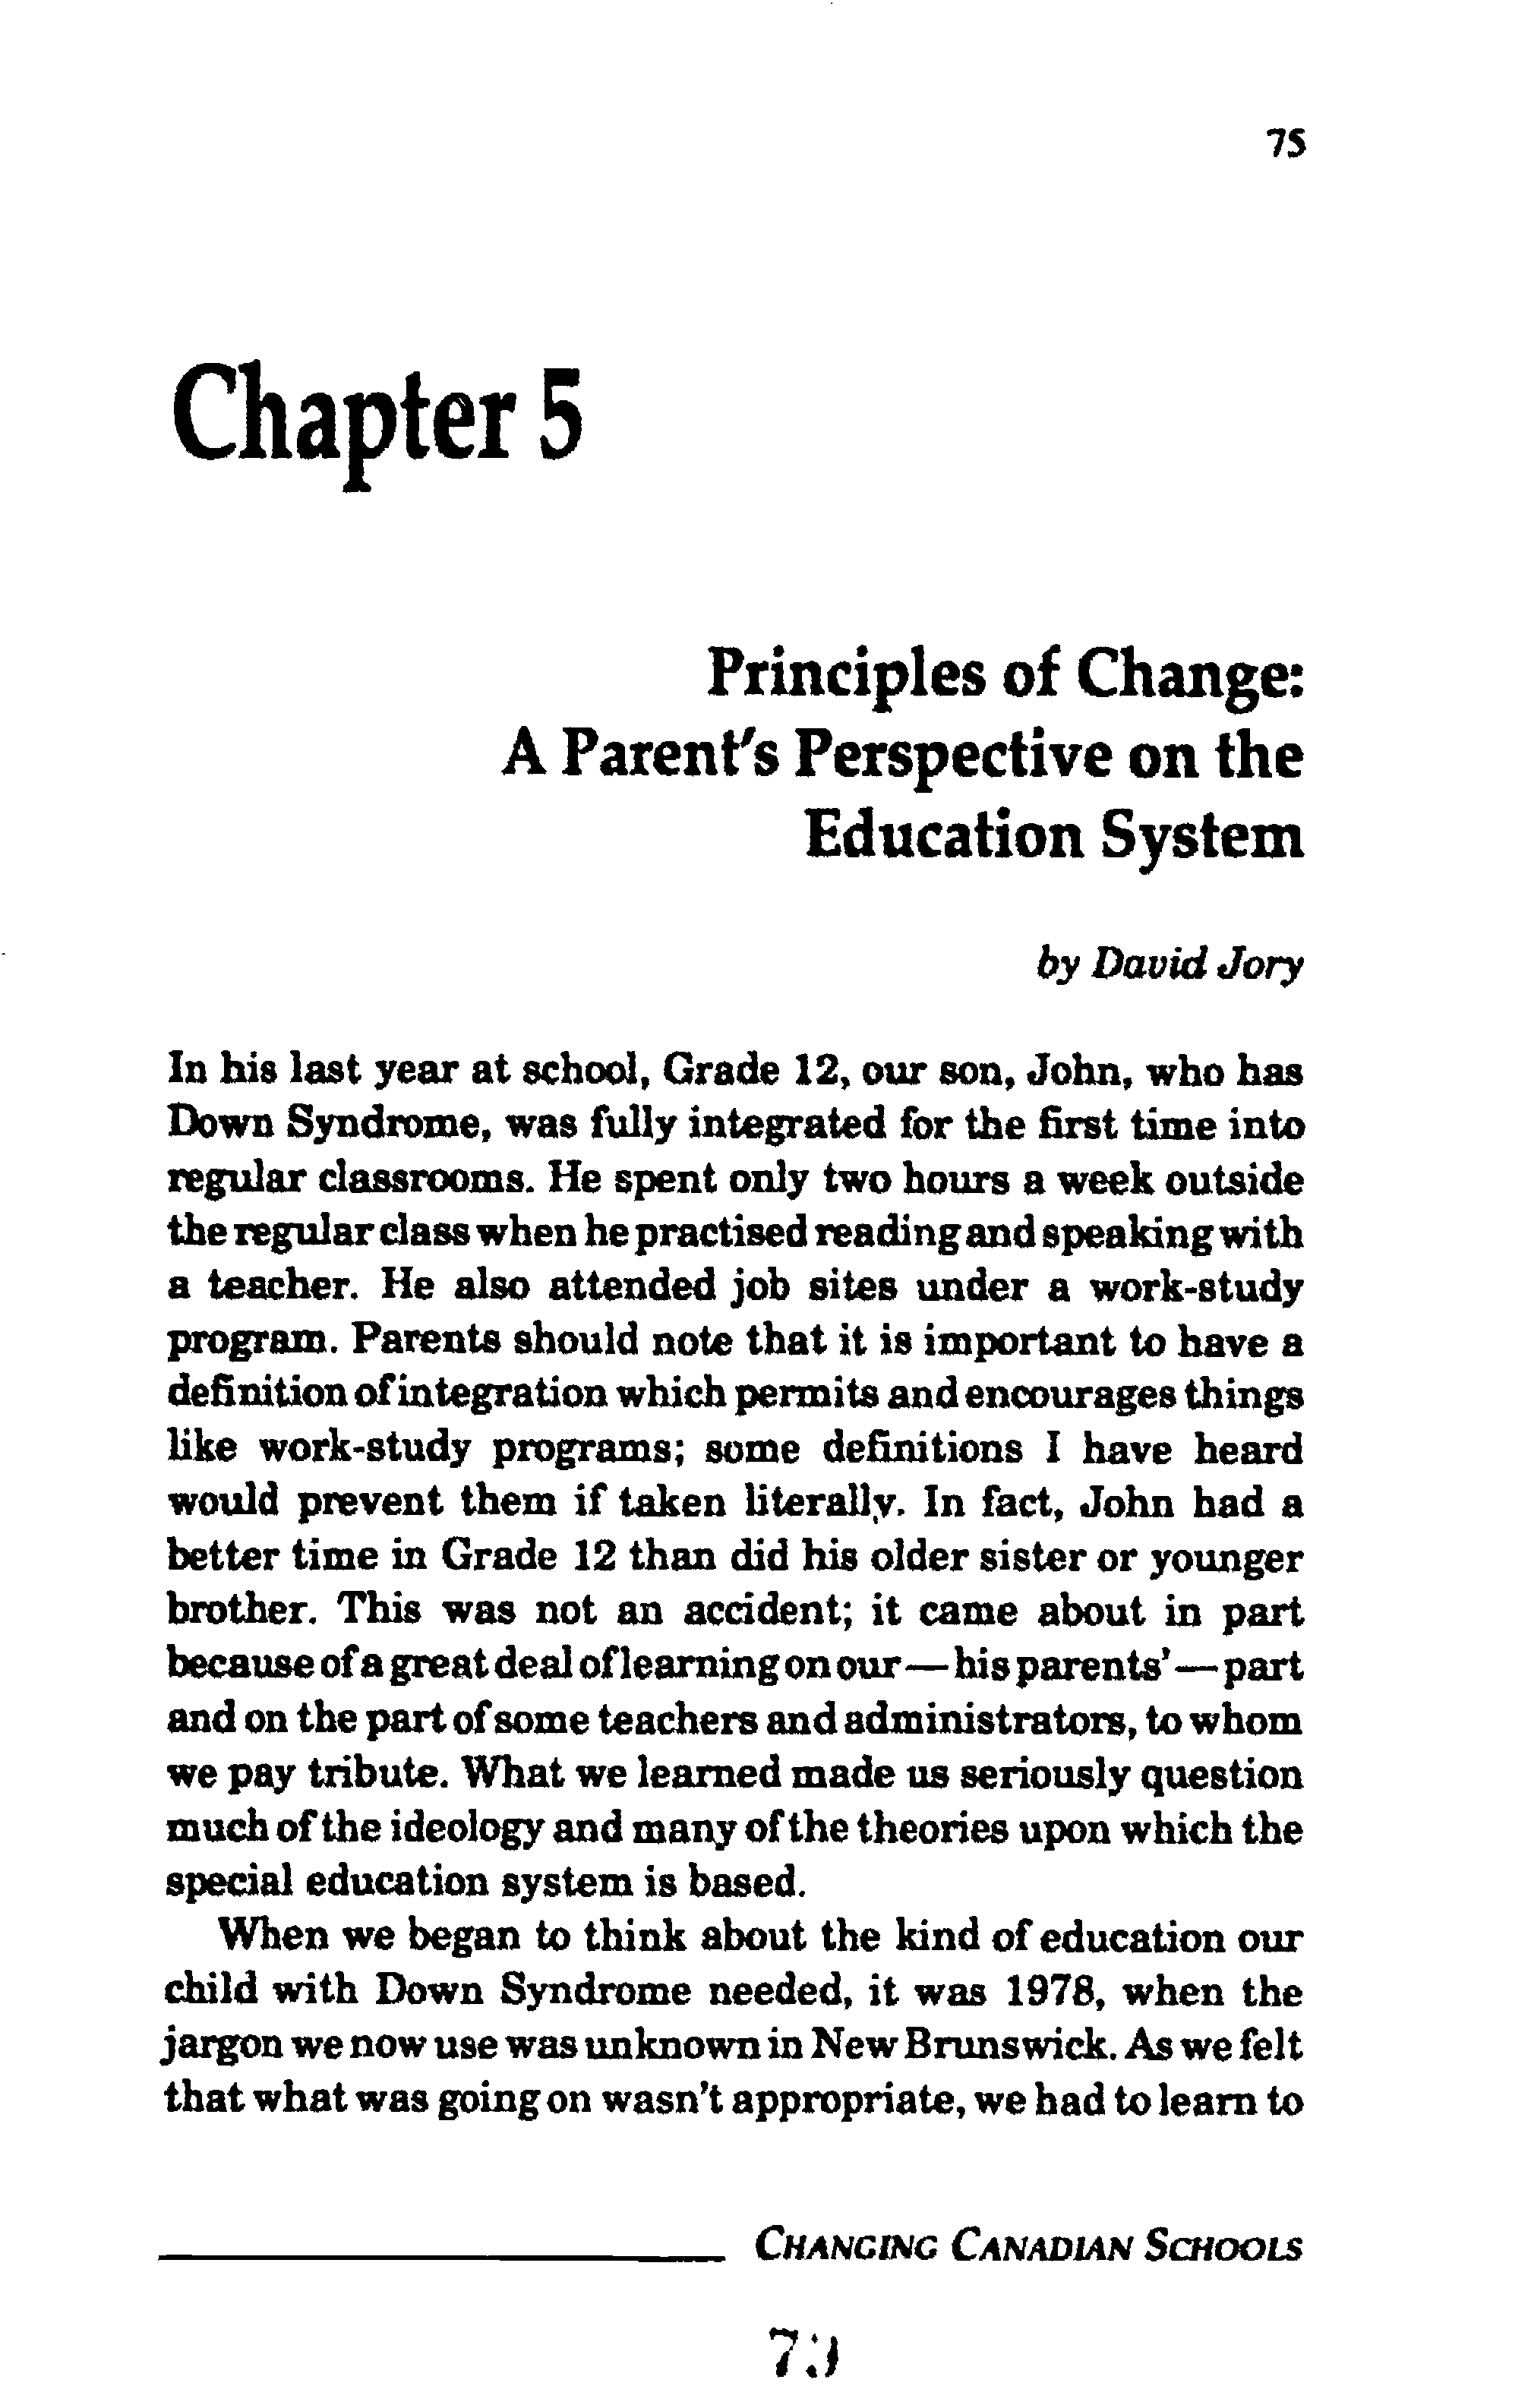 75
Chapter 5
Principles of Change:
A Parent's Perspective on the
Education System
by David Jory
In his last year at school, Grade 12, our son, John, who has
Down Syndrome, was fully integrated for the first time into
regular classrooms. He spent only two hours a week outside
the regular class when he practised reading and speaking with
a teacher. He also attended job sites under a work-study
program. Parents should note that it is important to have a
definition of integration which permits and encourages things
like work-study programs; some definitions I have heard
would prevent them if taken literally. In fact, John had a
better time in Grade 12 than did his older sister or younger
brother. This was not an accident; it came about in part
because of a great deal of learning on our—his parents'—part
and on the part of some teachers and administrators, to whom
we pay tribute. What we learned made us seriously question
much of the ideology and many of the theories upon which the
special education system is based.
When we began to think about the kind of education our
child with Down Syndrome needed, it was 1978, when the
jargon we now use was unknown in New Brunswick. As we felt
that what was going on wasn't appropriate, we had to learn to
CHANGING CANADIAN SCHOOLS